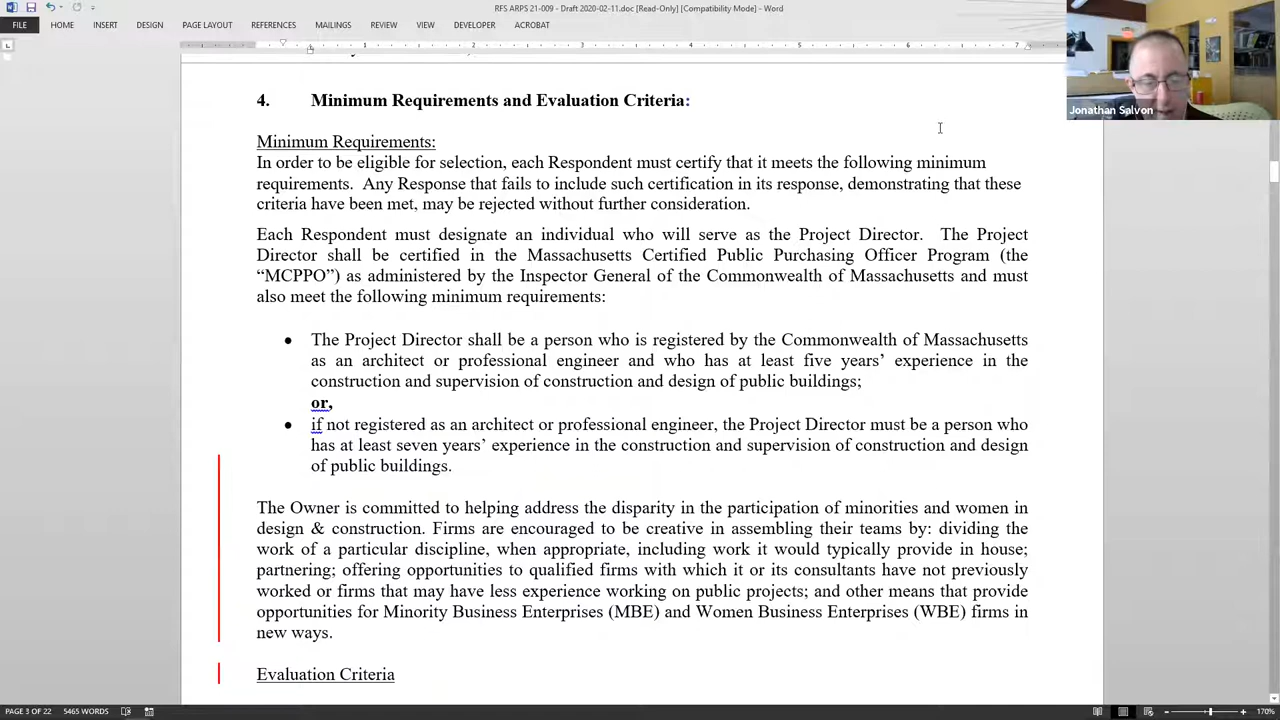 RFS ARPS 21-009 - Draft 2020-02-11.doc [Read-Only] [Compatibility Mode] - Word
FILE HOME INSERT DESIGN PAGE LAYOUT REFERENCES MAILINGS REVIEW VIEW DEVELOPER ACROBAT
1 2 3 4 5 6 7
Jonathan Salvon
4. Minimum Requirements and Evaluation Criteria:
Minimum Requirements:
In order to be eligible for selection, each Respondent must certify that it meets the following minimum
requirements. Any Response that fails to include such certification in its response, demonstrating that these
criteria have been met, may be rejected without further consideration.
Each Respondent must designate an individual who will serve as the Project Director. The Project
Director shall be certified in the Massachusetts Certified Public Purchasing Officer Program (the
“MCPPO”) as administered by the Inspector General of the Commonwealth of Massachusetts and must
also meet the following minimum requirements:
● The Project Director shall be a person who is registered by the Commonwealth of Massachusetts
as an architect or professional engineer and who has at least five years’ experience in the
construction and supervision of construction and design of public buildings;
or,
● if not registered as an architect or professional engineer, the Project Director must be a person who
has at least seven years’ experience in the construction and supervision of construction and design
of public buildings.
The Owner is committed to helping address the disparity in the participation of minorities and women in
design & construction. Firms are encouraged to be creative in assembling their teams by: dividing the
work of a particular discipline, when appropriate, including work it would typically provide in house;
partnering; offering opportunities to qualified firms with which it or its consultants have not previously
worked or firms that may have less experience working on public projects; and other means that provide
opportunities for Minority Business Enterprises (MBE) and Women Business Enterprises (WBE) firms in
new ways.
Evaluation Criteria
PAGE 3 OF 22 5465 WORDS 170%